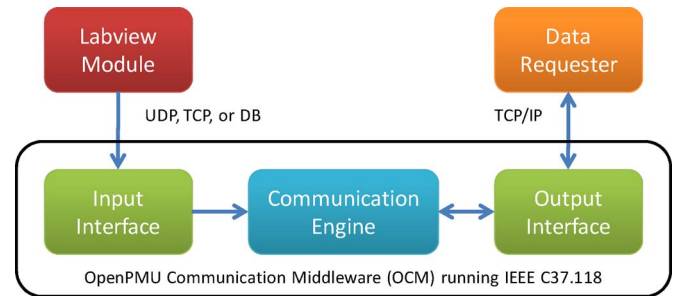 Labview
Module
Data
Requester
UDP, TCP, or DB
TCP/IP
Input
Interface
Communication
Engine
Output
Interface
OpenPMU Communication Middleware (OCM) running IEEE C37.118